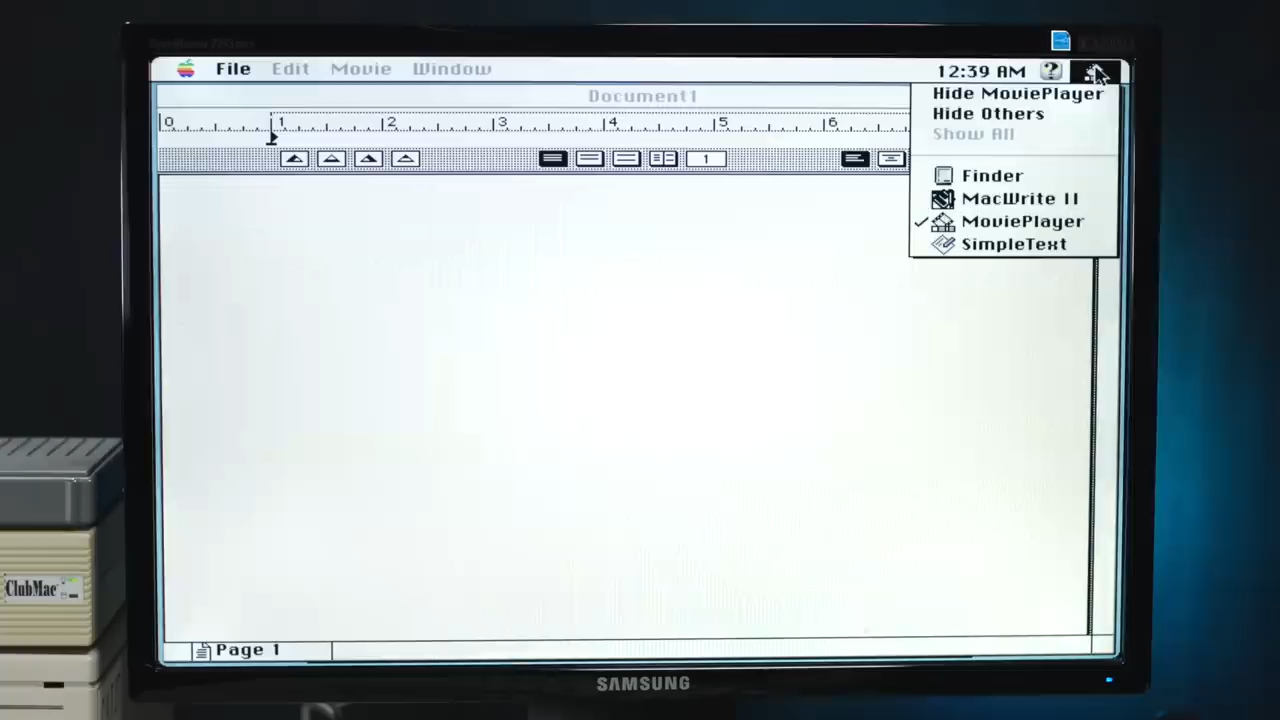 File Edit Movie Window 12:39 AM
Document1
Hide MoviePlayer
Hide Others
Show All
0 1 2 3 4 5 6
1
Finder
MacWrite II
MoviePlayer
SimpleText
ClubMac
Page 1
SAMSUNG